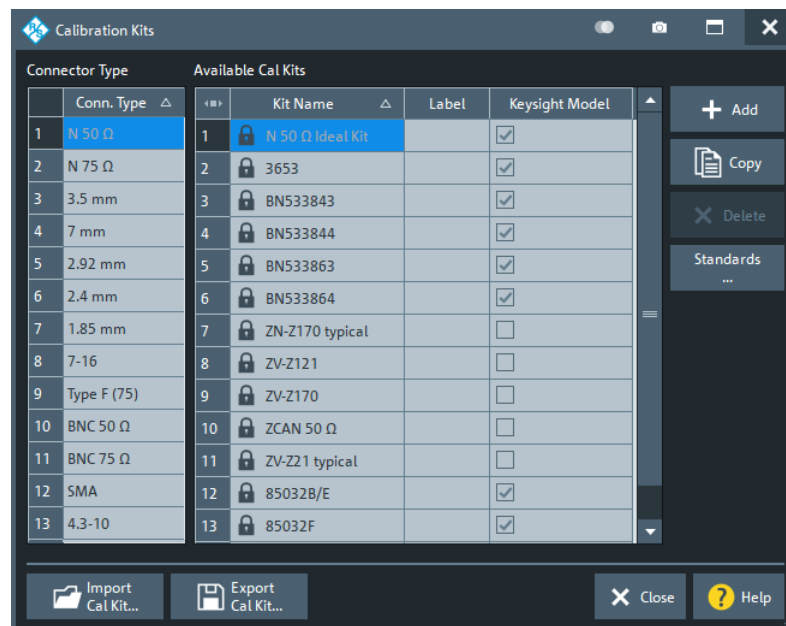 Calibration Kits
Connector Type
Available Cal Kits
Conn. Type
Kit Name Label Keysight Model
1 N 50 Ω
2 N 75 Ω
3 3.5 mm
4 7 mm
5 2.92 mm
6 2.4 mm
7 1.85 mm
8 7-16
9 Type F (75)
10 BNC 50 Ω
11 BNC 75 Ω
12 SMA
13 4.3-10
1 N 50 Ω Ideal Kit
2 3653
3 BN533843
4 BN533844
5 BN533863
6 BN533864
7 ZN-Z170 typical
8 ZV-Z121
9 ZV-Z170
10 ZCAN 50 Ω
11 ZV-Z21 typical
12 85032B/E
13 85032F
Add
Copy
Delete
Standards
...
Import
Cal Kit...
Export
Cal Kit...
Close
? Help